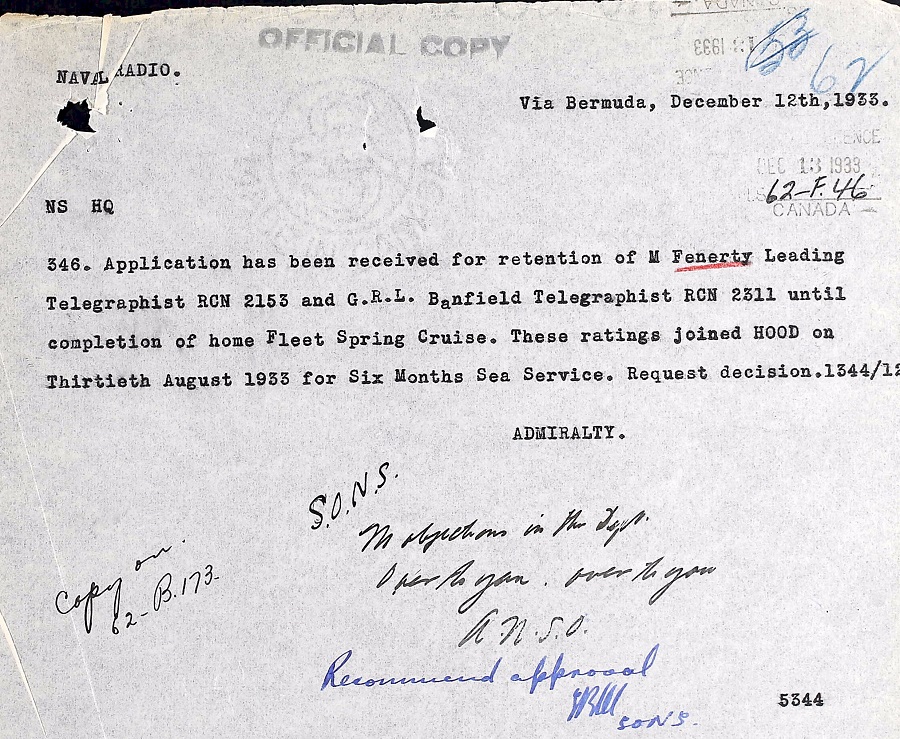 OFFICIAL COPY
62
NAVAL RADIO.
Via Bermuda, December 12th, 1933.
DEC 13 1933
62-F.46
CANADA
NS HQ
346. Application has been received for retention of M Fenerty Leading
Telegraphist RCN 2153 and G.R.L. Banfield Telegraphist RCN 2311 until
completion of home Fleet Spring Cruise. These ratings joined HOOD on
Thirtieth August 1933 for Six Months Sea Service. Request decision.1344/12
ADMIRALTY.
S.O.N.S.
objections in the Dept.
Over to you. over to you
A.N.S.O.
Copy on.
62-B.173.
Recommend approval
SONS.
5344